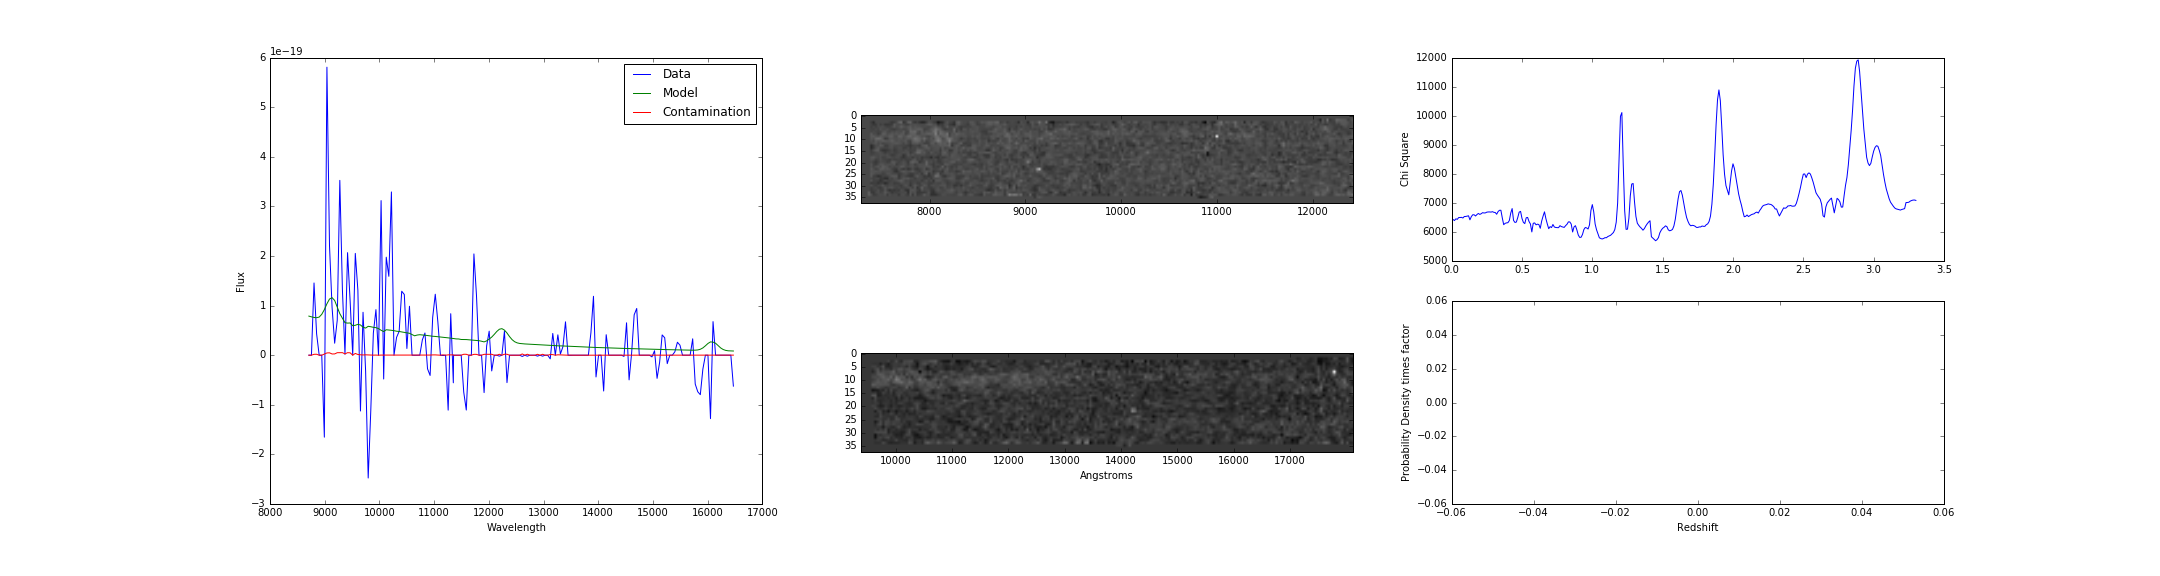 1e−19
6
5
4
3
2
1
0
−1
−2
−3
8000 9000 10000 11000 12000 13000 14000 15000 16000 17000
Flux
Wavelength
Data
Model
Contamination
0
5
10
15
20
25
30
35
8000 9000 10000 11000 12000
0
5
10
15
20
25
30
35
10000 11000 12000 13000 14000 15000 16000 17000
Angstroms
12000
11000
10000
9000
8000
7000
6000
5000
0.0 0.5 1.0 1.5 2.0 2.5 3.0 3.5
Chi Square
0.06
0.04
0.02
0.00
−0.02
−0.04
−0.06
−0.06 −0.04 −0.02 0.00 0.02 0.04 0.06
Probability Density times factor
Redshift